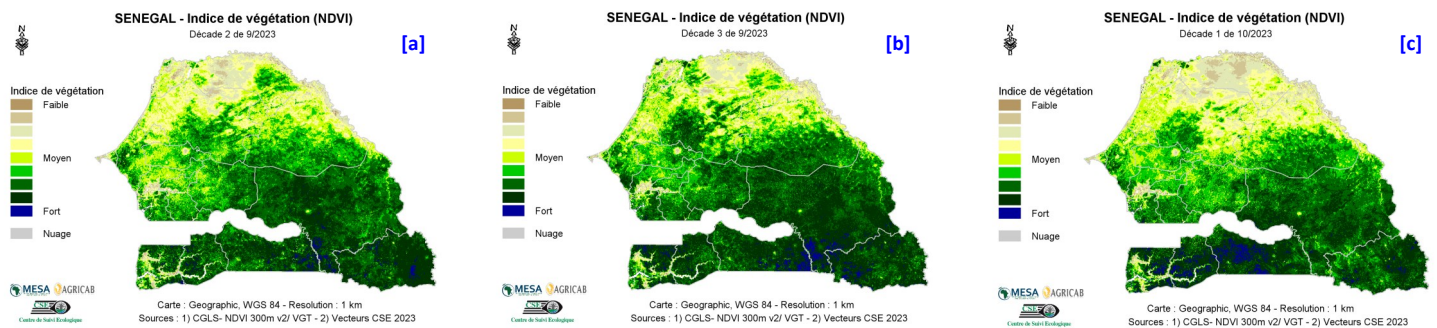 SENEGAL - Indice de végétation (NDVI)
Décade 2 de 9/2023
[a]
N
Indice de végétation
Faible
Moyen
Fort
Nuage
MESA AGRICAB
CSE
Centre de Suivi Ecologique
Carte : Geographic, WGS 84 - Resolution : 1 km
Sources : 1) CGLS- NDVI 300m v2/ VGT - 2) Vecteurs CSE 2023
SENEGAL - Indice de végétation (NDVI)
Décade 3 de 9/2023
[b]
N
Indice de végétation
Faible
Moyen
Fort
Nuage
MESA AGRICAB
CSE
Centre de Suivi Ecologique
Carte : Geographic, WGS 84 - Resolution : 1 km
Sources : 1) CGLS- NDVI 300m v2/ VGT - 2) Vecteurs CSE 2023
SENEGAL - Indice de végétation (NDVI)
Décade 1 de 10/2023
[c]
N
Indice de végétation
Faible
Moyen
Fort
Nuage
MESA AGRICAB
CSE
Centre de Suivi Ecologique
Carte : Geographic, WGS 84 - Resolution : 1 km
Sources : 1) CGLS- NDVI 300m v2/ VGT - 2) Vecteurs CSE 2023